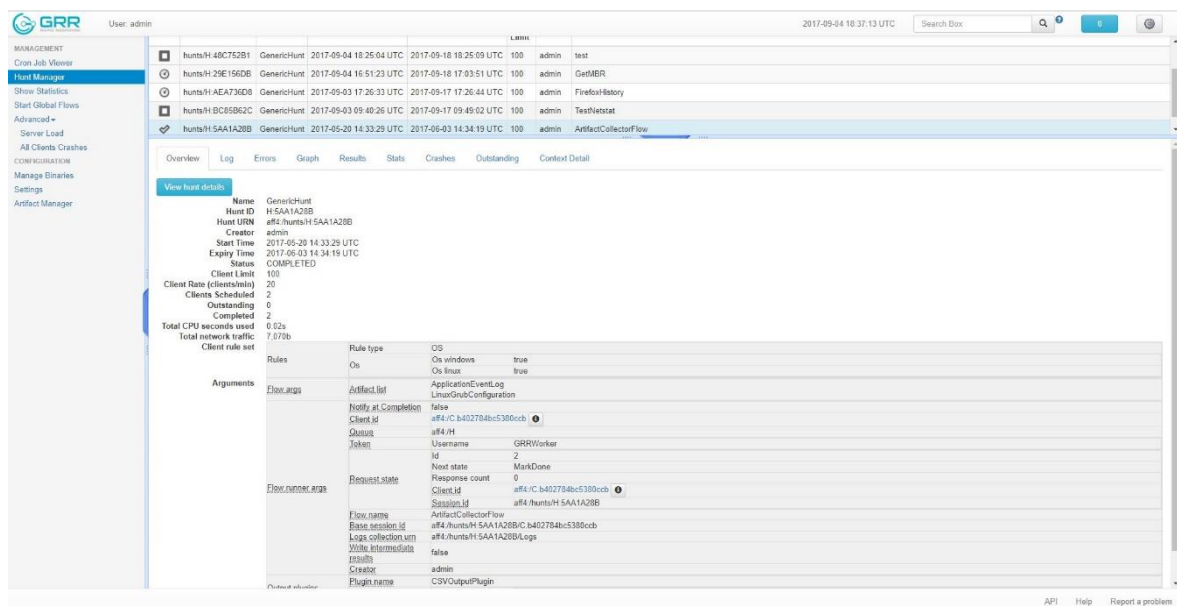 GRR
User: admin
2017-09-04 18:37:13 UTC
Search Box
0
MANAGEMENT
Cron Job Viewer
Hunt Manager
Show Statistics
Start Global Flows
Advanced
Server Load
All Clients Crashes
CONFIGURATION
Manage Binaries
Settings
Artifact Manager
Limit
hunts/H:48C752B1 GenericHunt 2017-09-04 18:25:04 UTC 2017-09-18 18:25:09 UTC 100 admin test
hunts/H:29E156DB GenericHunt 2017-09-04 16:51:23 UTC 2017-09-18 17:03:51 UTC 100 admin GetMBR
hunts/H:AEA736D8 GenericHunt 2017-09-03 17:26:33 UTC 2017-09-17 17:26:44 UTC 100 admin FirefoxHistory
hunts/H:BC85B62C GenericHunt 2017-09-03 09:40:26 UTC 2017-09-17 09:49:02 UTC 100 admin TestNetstat
hunts/H:5AA1A28B GenericHunt 2017-05-20 14:33:29 UTC 2017-06-03 14:34:19 UTC 100 admin ArtifactCollectorFlow
Overview Log Errors Graph Results Stats Crashes Outstanding Context Detail
View hunt details
Name GenericHunt
Hunt ID H:5AA1A28B
Hunt URN aff4:/hunts/H:5AA1A28B
Creator admin
Start Time 2017-05-20 14:33:29 UTC
Expiry Time 2017-06-03 14:34:19 UTC
Status COMPLETED
Client Limit 100
Client Rate (clients/min) 20
Clients Scheduled 2
Outstanding 0
Completed 2
Total CPU seconds used 0.02s
Total network traffic 7,070b
Client rule set
Rules
Rule type OS
Os
Os windows true
Os linux true
Arguments
Flow args
Artifact list
ApplicationEventLog
LinuxGrubConfiguration
Flow runner args
Notify at Completion false
Client id aff4:/C.b402784bc5380ccb
Queue aff4:/H
Token Username GRRWorker
Request state
Id 2
Next state MarkDone
Response count 0
Client id aff4:/C.b402784bc5380ccb
Session id aff4:/hunts/H:5AA1A28B
Flow name ArtifactCollectorFlow
Base session id aff4:/hunts/H:5AA1A28B/C.b402784bc5380ccb
Logs collection urn aff4:/hunts/H:5AA1A28B/Logs
Write intermediate results false
Creator admin
Output plugins
Plugin name CSVOutputPlugin
API Help Report a problem